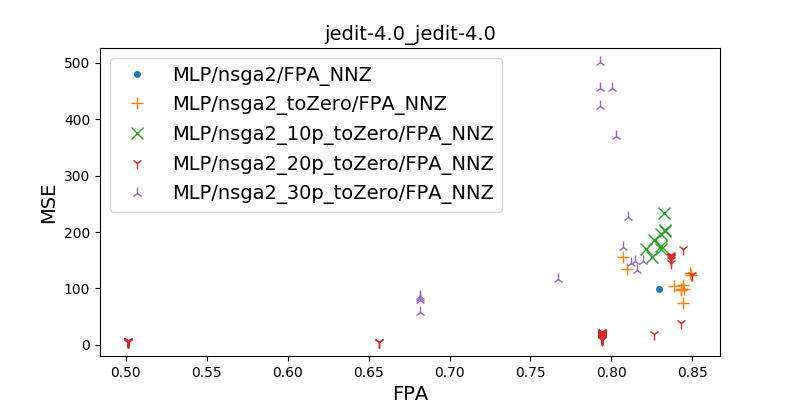 jedit-4.0_jedit-4.0
MLP/nsga2/FPA_NNZ
MLP/nsga2_toZero/FPA_NNZ
MLP/nsga2_10p_toZero/FPA_NNZ
MLP/nsga2_20p_toZero/FPA_NNZ
MLP/nsga2_30p_toZero/FPA_NNZ
MSE
500
400
300
200
100
0
0.50 0.55 0.60 0.65 0.70 0.75 0.80 0.85
FPA